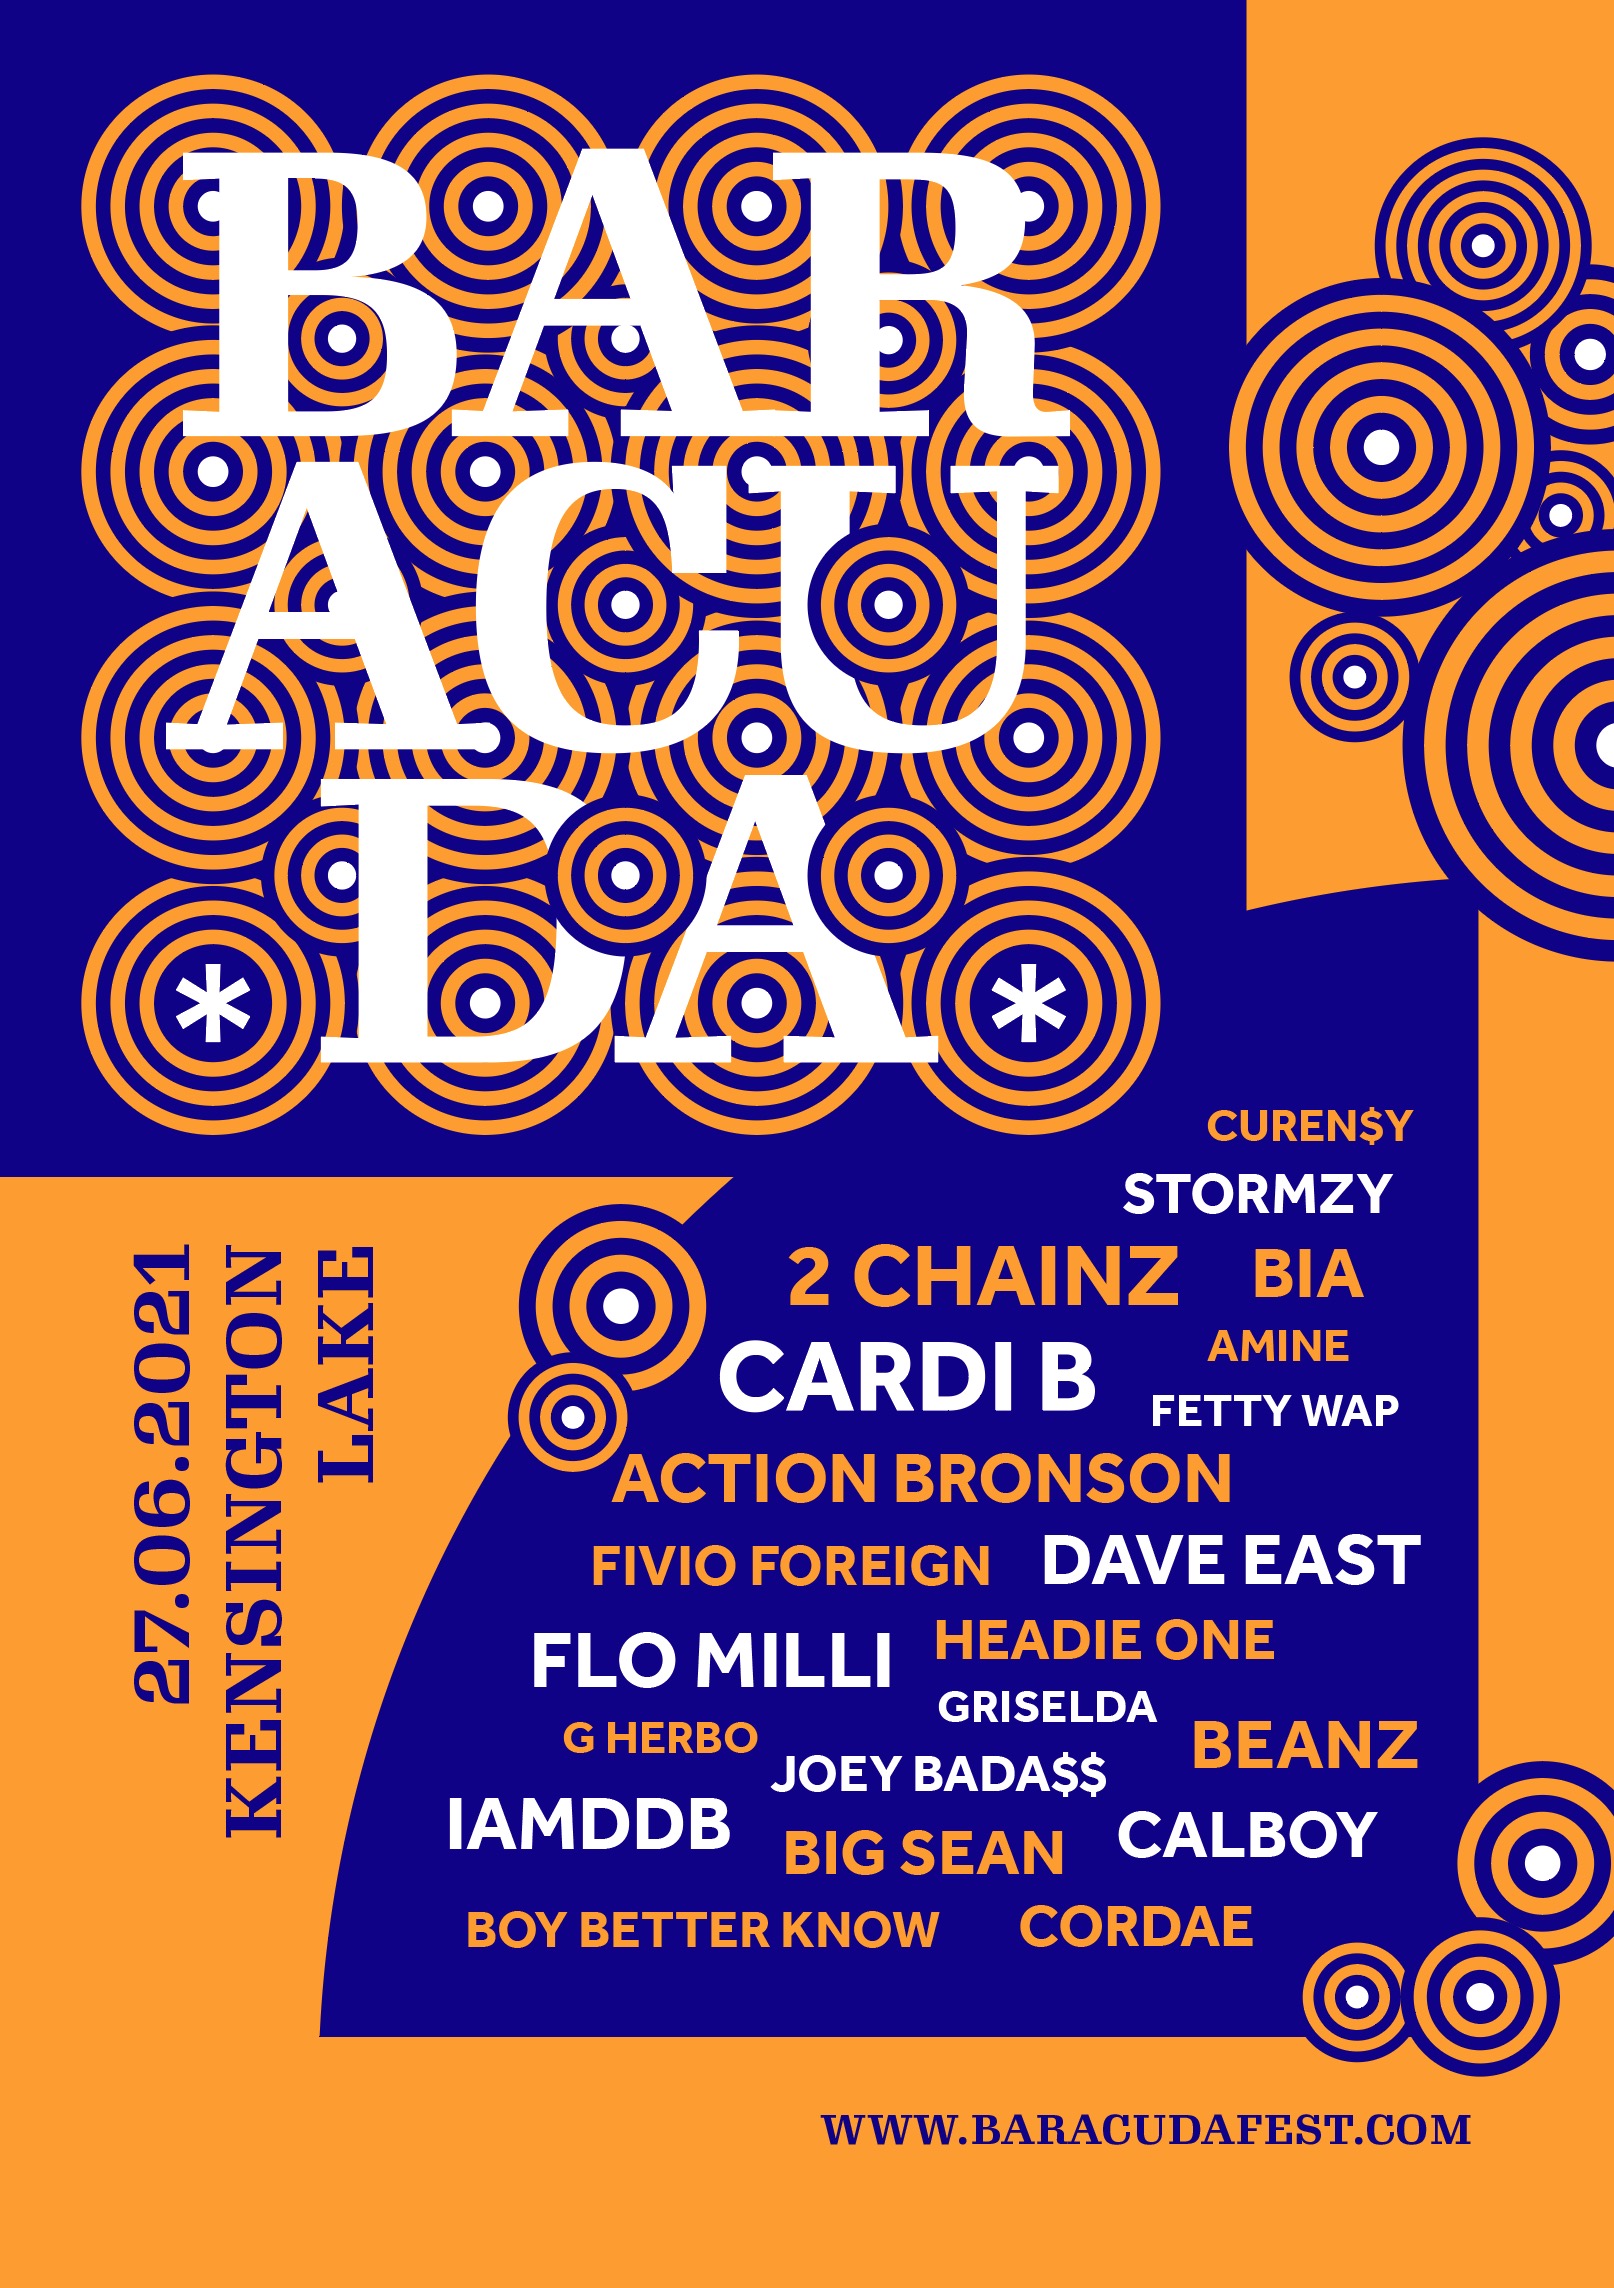 BAR
ACU
* DA *
27.06.2021
KENSINGTON
LAKE
CUREN$Y
STORMZY
2 CHAINZ BIA
CARDI B AMINE
FETTY WAP
ACTION BRONSON
FIVIO FOREIGN DAVE EAST
FLO MILLI HEADIE ONE
GRISELDA
G HERBO BEANZ
JOEY BADA$$
IAMDDB BIG SEAN CALBOY
BOY BETTER KNOW CORDAE
WWW.BARACUDAFEST.COM